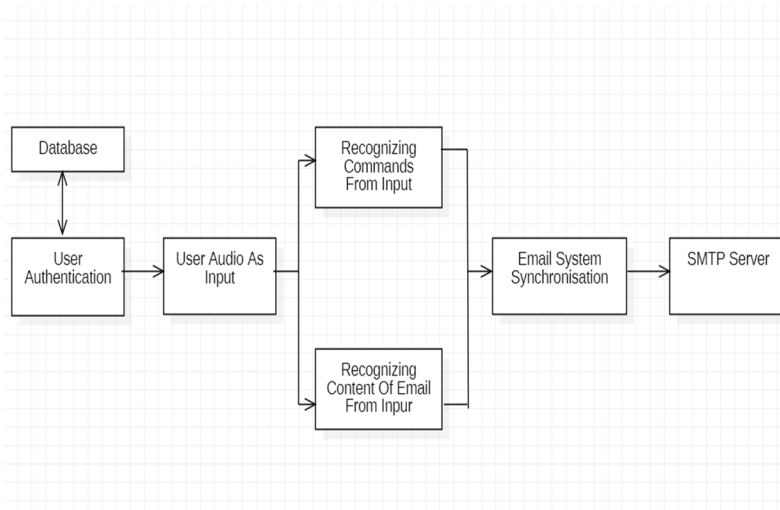 Database
User
Authentication
User Audio As
Input
Recognizing
Commands
From Input
Recognizing
Content Of Email
From Inpur
Email System
Synchronisation
SMTP Server